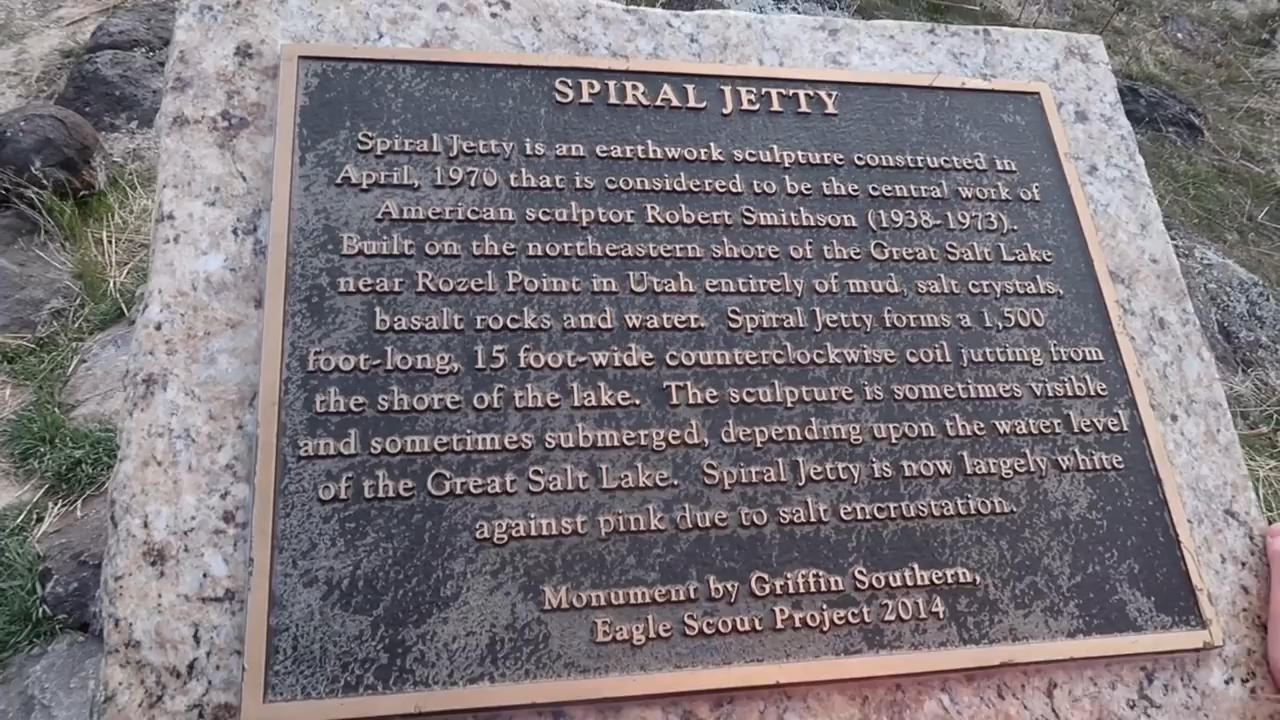 SPIRAL JETTY
Spiral Jetty is an earthwork sculpture constructed in
April, 1970 that is considered to be the central work of
American sculptor Robert Smithson (1938-1973).
Built on the northeastern shore of the Great Salt Lake
near Rozel Point in Utah entirely of mud, salt crystals,
basalt rocks and water. Spiral Jetty forms a 1,500
foot-long, 15 foot-wide counterclockwise coil jutting from
the shore of the lake. The sculpture is sometimes visible
and sometimes submerged, depending upon the water level
of the Great Salt Lake. Spiral Jetty is now largely white
against pink due to salt encrustation.
Monument by Griffin Southern,
Eagle Scout Project 2014